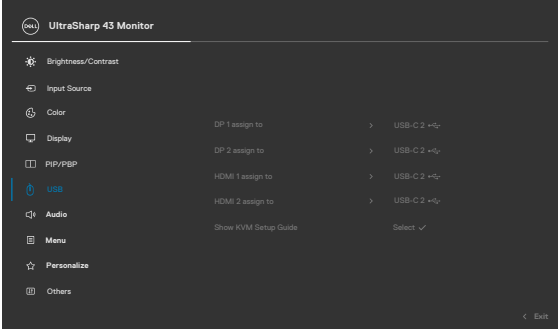 DELL UltraSharp 43 Monitor
Brightness/Contrast
Input Source
Color
Display
PIP/PBP
USB
Audio
Menu
Personalize
Others
DP 1 assign to > USB-C 2
DP 2 assign to > USB-C 2
HDMI 1 assign to > USB-C 2
HDMI 2 assign to > USB-C 2
Show KVM Setup Guide Select ✓
< Exit